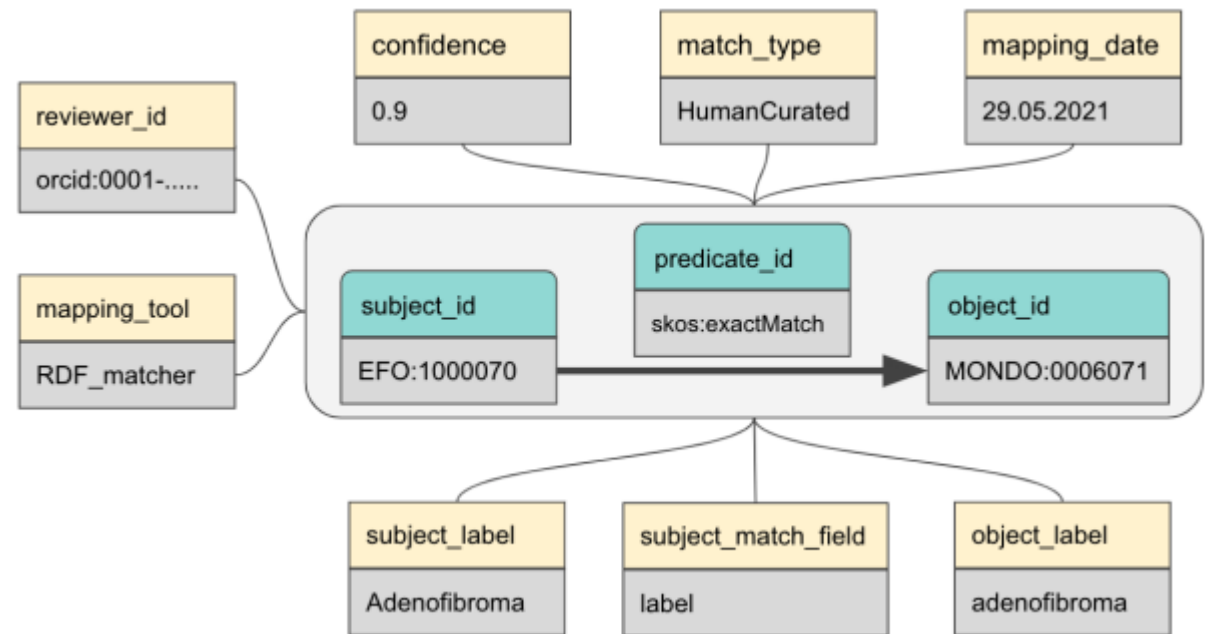 confidence
0.9
match_type
HumanCurated
mapping_date
29.05.2021
reviewer_id
orcid:0001-.....
mapping_tool
RDF_matcher
subject_id
EFO:1000070
predicate_id
skos:exactMatch
object_id
MONDO:0006071
subject_label
Adenofibroma
subject_match_field
label
object_label
adenofibroma